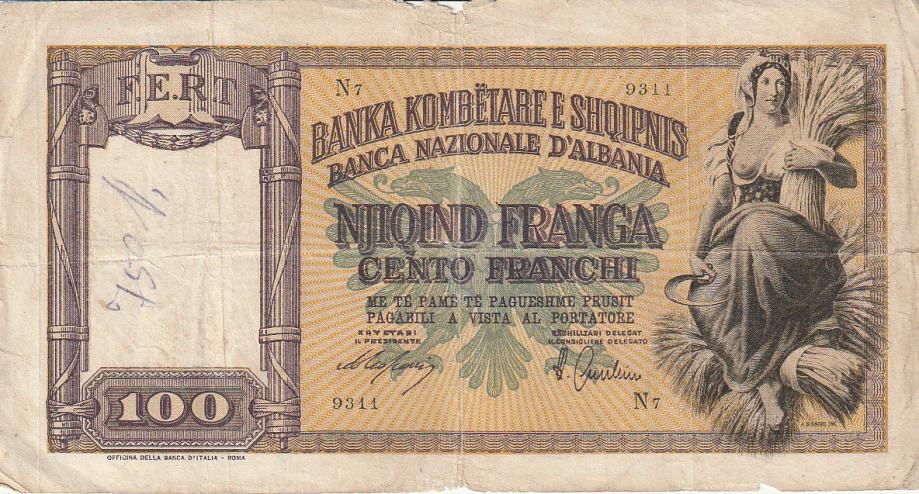 F.E.R.T
N7 9311
BANKA KOMBËTARE E SHQIPNIS
BANCA NAZIONALE D'ALBANIA
NJIQIND FRANGA
CENTO FRANCHI
ME TË PAMË TË PAGUESHME PRUSIT
PAGABILI A VISTA AL PORTATORE
KRYETARI KËSHILLTARI DELEGAT
IL PRESIDENTE IL CONSIGLIERE DELEGATO
9311 N7
100
OFFICINA DELLA BANCA D'ITALIA - ROMA